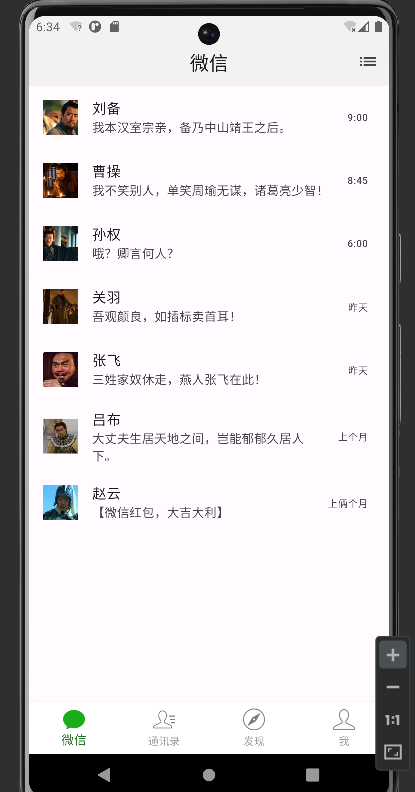 6:34
微信
刘备
我本汉室宗亲，备乃中山靖王之后。
9:00
曹操
我不笑别人，单笑周瑜无谋，诸葛亮少智！
8:45
孙权
哦？卿言何人？
6:00
关羽
吾观颜良，如插标卖首耳！
昨天
张飞
三姓家奴休走，燕人张飞在此！
昨天
吕布
大丈夫生居天地之间，岂能郁郁久居人
下。
上个月
赵云
【微信红包，大吉大利】
上俩个月
微信
通讯录
发现
我
1:1